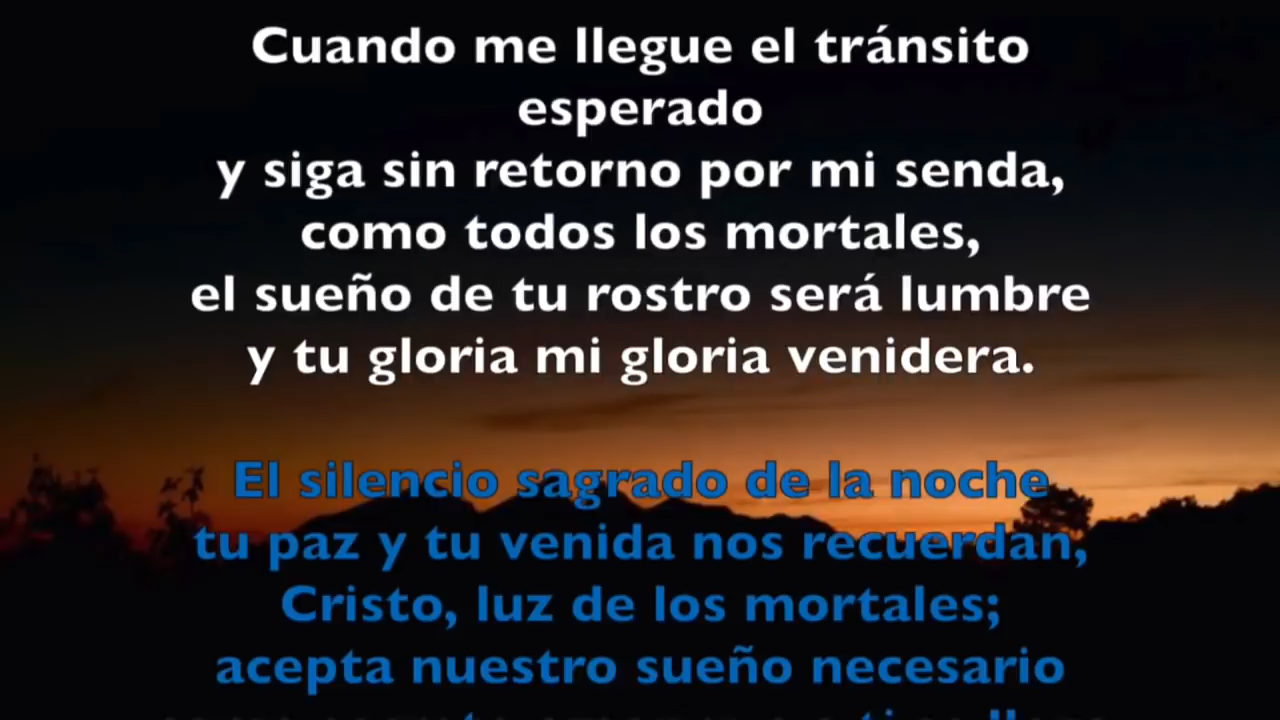 Cuando me llegue el tránsito
esperado
y siga sin retorno por mi senda,
como todos los mortales,
el sueño de tu rostro será lumbre
y tu gloria mi gloria venidera.
El silencio sagrado de la noche
tu paz y tu venida nos recuerdan,
Cristo, luz de los mortales;
acepta nuestro sueño necesario